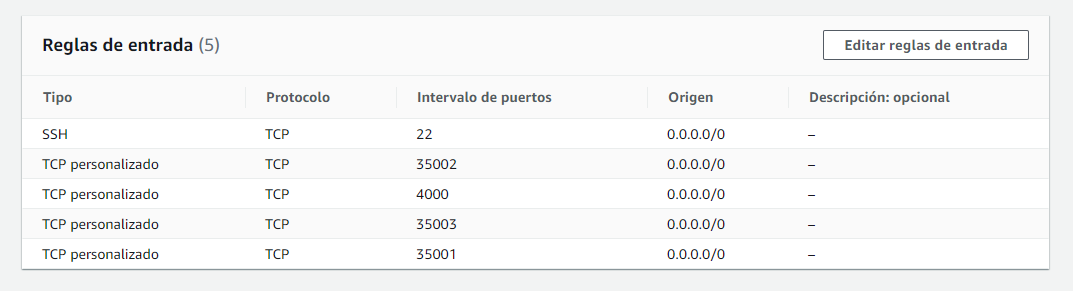 Reglas de entrada (5)
Editar reglas de entrada
Tipo Protocolo Intervalo de puertos Origen Descripción: opcional
SSH TCP 22 0.0.0.0/0 –
TCP personalizado TCP 35002 0.0.0.0/0 –
TCP personalizado TCP 4000 0.0.0.0/0 –
TCP personalizado TCP 35003 0.0.0.0/0 –
TCP personalizado TCP 35001 0.0.0.0/0 –